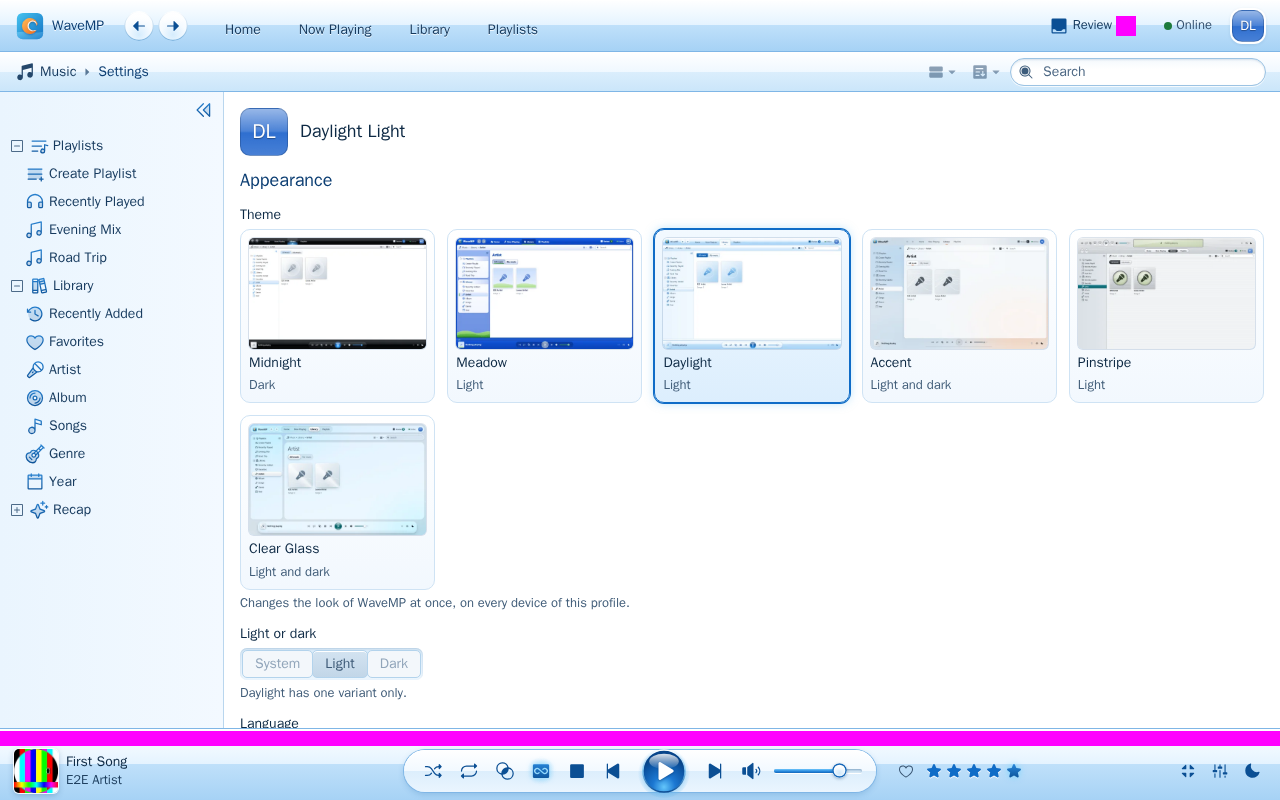 WaveMP
Home
Now Playing
Library
Playlists
Review
Online
DL
Music
Settings
Search
Playlists
Create Playlist
Recently Played
Evening Mix
Road Trip
Library
Recently Added
Favorites
Artist
Album
Songs
Genre
Year
Recap
DL
Daylight Light
Appearance
Theme
Midnight
Dark
Meadow
Light
Daylight
Light
Accent
Light and dark
Pinstripe
Light
Clear Glass
Light and dark
Changes the look of WaveMP at once, on every device of this profile.
Light or dark
System
Light
Dark
Daylight has one variant only.
Language
First Song
E2E Artist